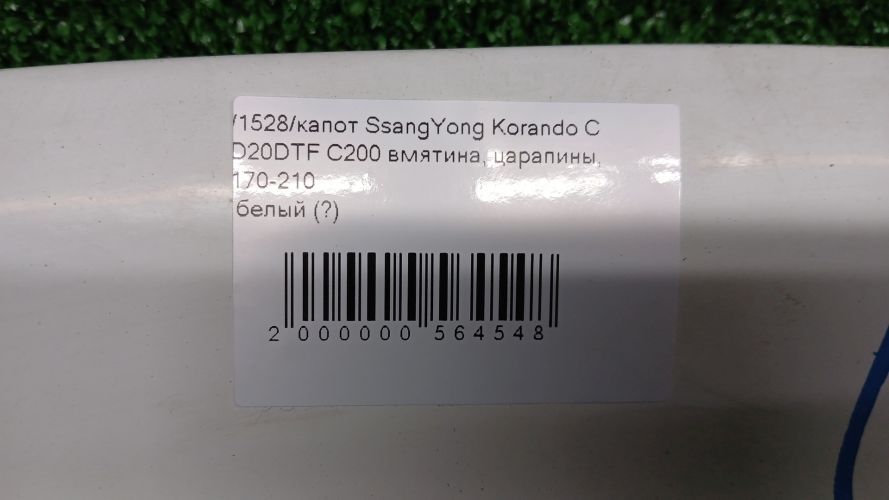 /1528/капот SsangYong Korando C
D20DTF C200 вмятина, царапины,
170-210
белый (?)
2 000000 564548